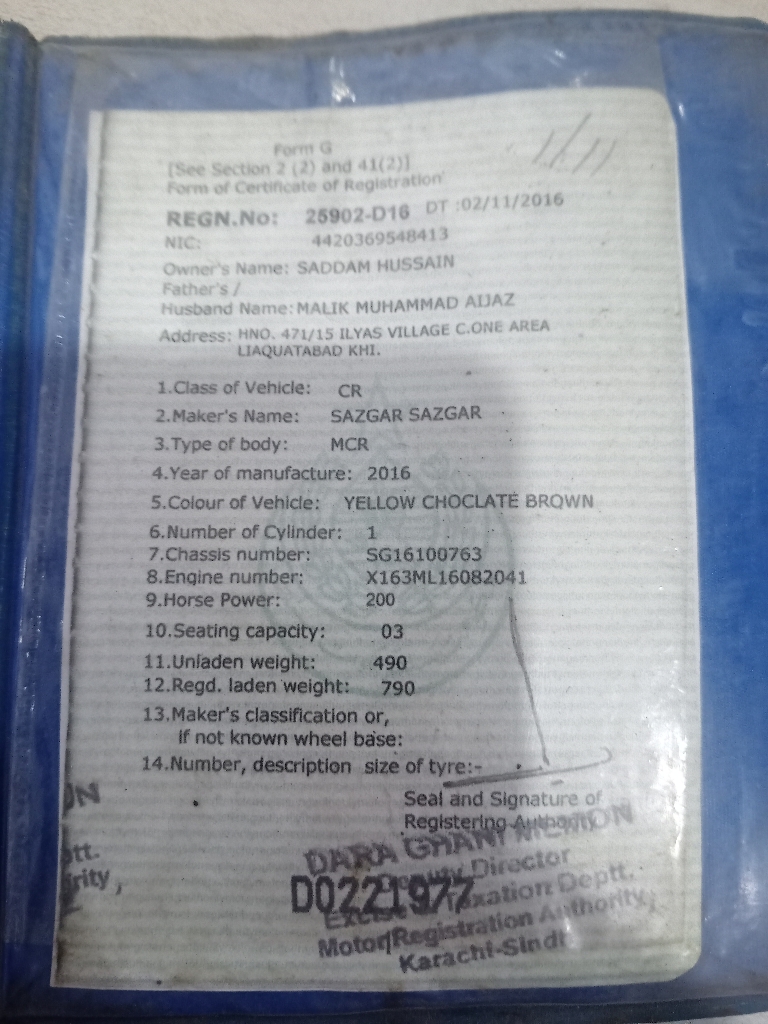 Form G
[See Section 2 (2) and 41(2)]
Form of Certificate of Registration
REGN.No: 25902-D16 DT :02/11/2016
NIC: 4420369548413
Owner's Name: SADDAM HUSSAIN
Father's /
Husband Name: MALIK MUHAMMAD AIJAZ
Address: HNO. 471/15 ILYAS VILLAGE C.ONE AREA
LIAQUATABAD KHI.
1.Class of Vehicle: CR
2.Maker's Name: SAZGAR SAZGAR
3.Type of body: MCR
4.Year of manufacture: 2016
5.Colour of Vehicle: YELLOW CHOCLATE BROWN
6.Number of Cylinder: 1
7.Chassis number: SG16100763
8.Engine number: X163ML16082041
9.Horse Power: 200
10.Seating capacity: 03
11.Unladen weight: 490
12.Regd. laden weight: 790
13.Maker's classification or,
if not known wheel base:
14.Number, description size of tyre:-
Seal and Signature of
Registering Authority
DARA GHANI MEMON
Deputy Director
D0221977
Excise Taxation Deptt.
Motor Registration Authority,
Karachi-Sindh